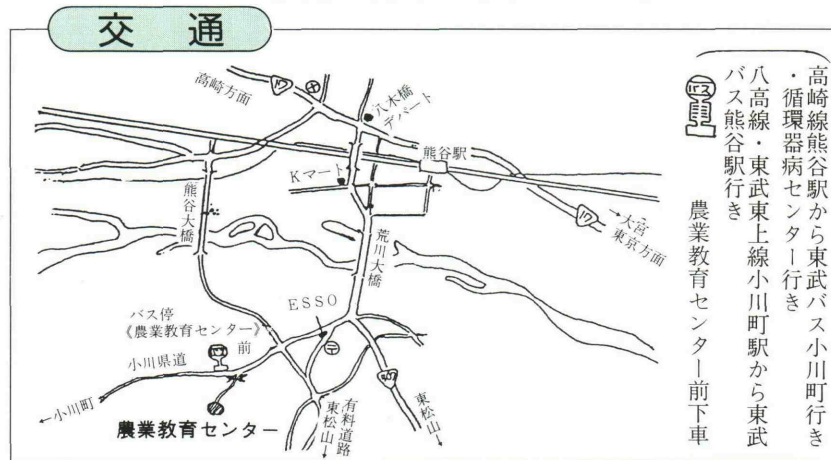 交通
高崎線熊谷駅から東武バス小川町行き
・循環器病センター行き
八高線・東武東上線小川町駅から東武
バス熊谷駅行き
バス
農業教育センター前下車
高崎方面
17
八木橋
デパート
熊谷駅
Kマート
熊谷大橋
荒川大橋
17
→大宮
東京方面
ESSO
バス停
《農業教育センター》
前
バス
小川県道
←小川町
農業教育センター
407
有料道路
東松山→
東松山→